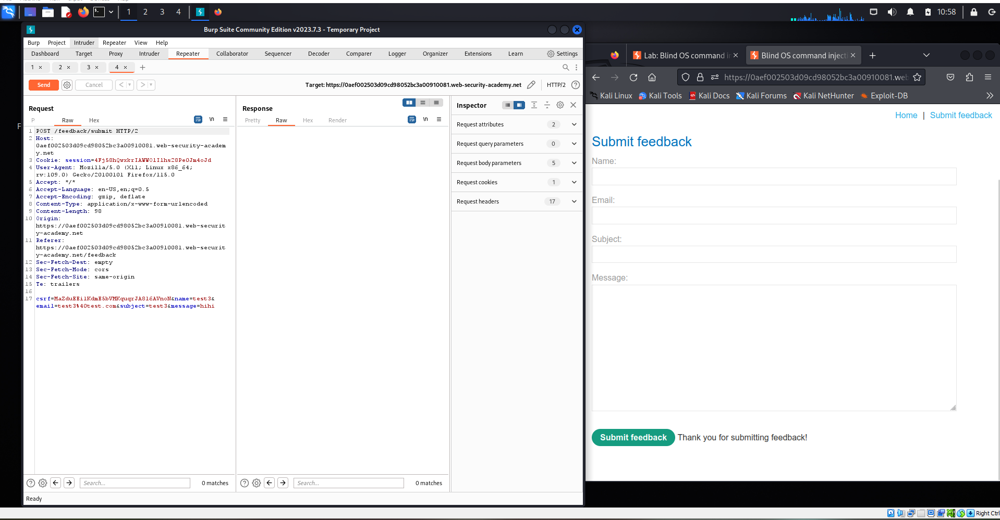 1
2
3
4
10:58
Burp Suite Community Edition v2023.7.3 - Temporary Project
Burp Project Intruder Repeater View Help
Dashboard Target Proxy Intruder Repeater Collaborator Sequencer Decoder Comparer Logger Organizer Extensions Learn Settings
1 × 2 × 3 × 4 × +
Send Cancel < >
Target: https://0aef002503d09cd98052bc3a00910081.web-security-academy.net HTTP/2
Request
P Raw Hex \n
1 POST /feedback/submit HTTP/2
2 Host:
0aef002503d09cd98052bc3a00910081.web-security-academ
y.net
3 Cookie: session=4Fj58hQwxkrIAWWOlIlhs28PeOJm4oJd
4 User-Agent: Mozilla/5.0 (X11; Linux x86_64;
rv:109.0) Gecko/20100101 Firefox/115.0
5 Accept: */*
6 Accept-Language: en-US,en;q=0.5
7 Accept-Encoding: gzip, deflate
8 Content-Type: application/x-www-form-urlencoded
9 Content-Length: 98
10 Origin:
https://0aef002503d09cd98052bc3a00910081.web-securit
y-academy.net
11 Referer:
https://0aef002503d09cd98052bc3a00910081.web-securit
y-academy.net/feedback
12 Sec-Fetch-Dest: empty
13 Sec-Fetch-Mode: cors
14 Sec-Fetch-Site: same-origin
15 Te: trailers
16
17 csrf=MaZduEEilKdmE5bVMKquqrJA8l6AVnoN&name=test3&
email=test3%40test.com&subject=test3&message=hihi
Search...
0 matches
Response
Pretty Raw Hex Render \n
Search...
0 matches
Inspector
Request attributes 2
Request query parameters 0
Request body parameters 5
Request cookies 1
Request headers 17
Ready
Lab: Blind OS command in
Blind OS command injecti
https://0aef002503d09cd98052bc3a00910081.web
Kali Linux Kali Tools Kali Docs Kali Forums Kali NetHunter Exploit-DB
Home | Submit feedback
Submit feedback
Name:
Email:
Subject:
Message:
Submit feedback Thank you for submitting feedback!
Right Ctrl